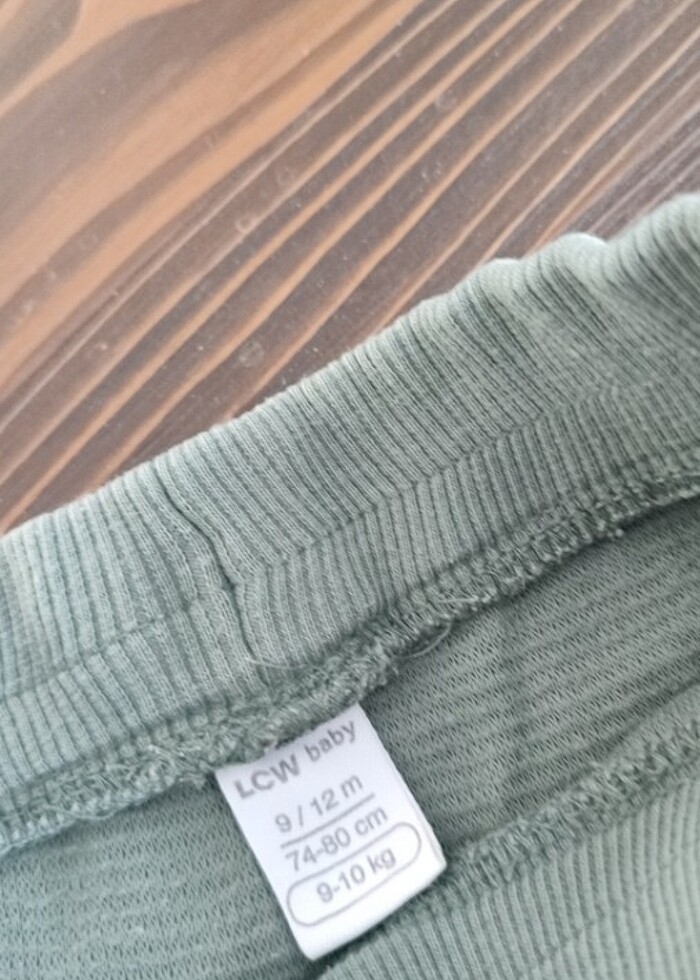 LCW baby
9 / 12 m
74-80 cm
9-10 kg